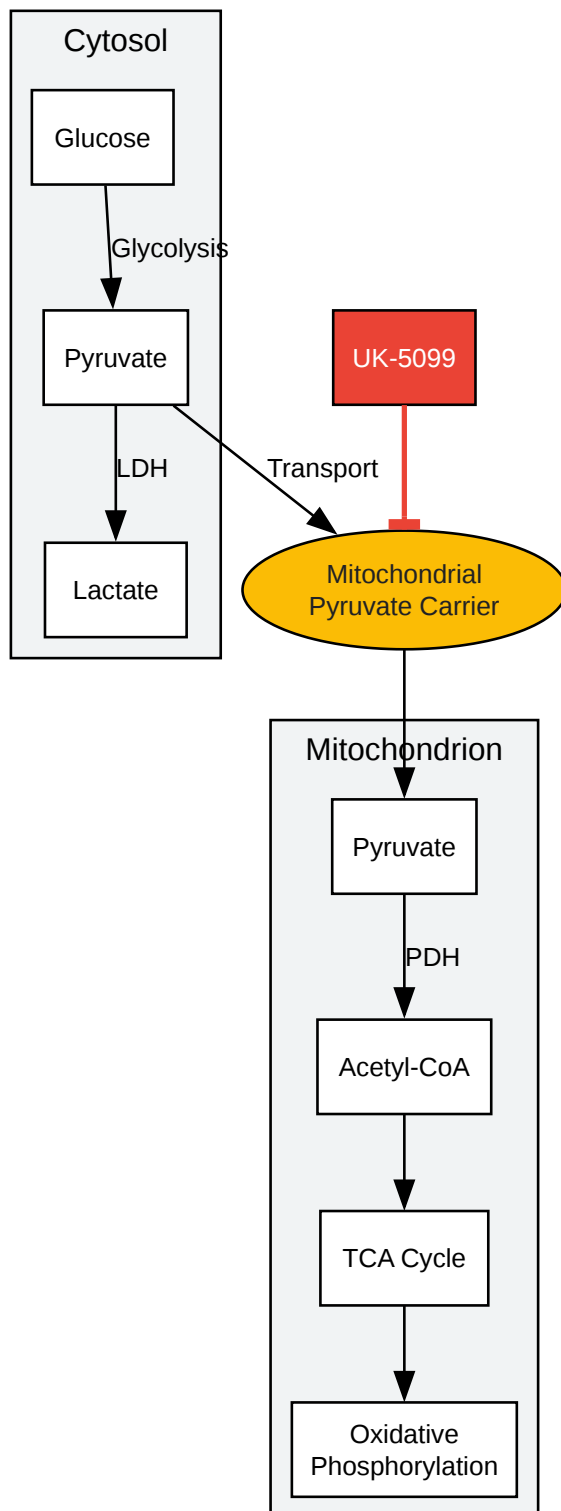 Cytosol
Glucose
Glycolysis
Pyruvate
UK-5099
LDH
Transport
Lactate
Mitochondrial
Pyruvate Carrier
Mitochondrion
Pyruvate
PDH
Acetyl-CoA
TCA Cycle
Oxidative
Phosphorylation